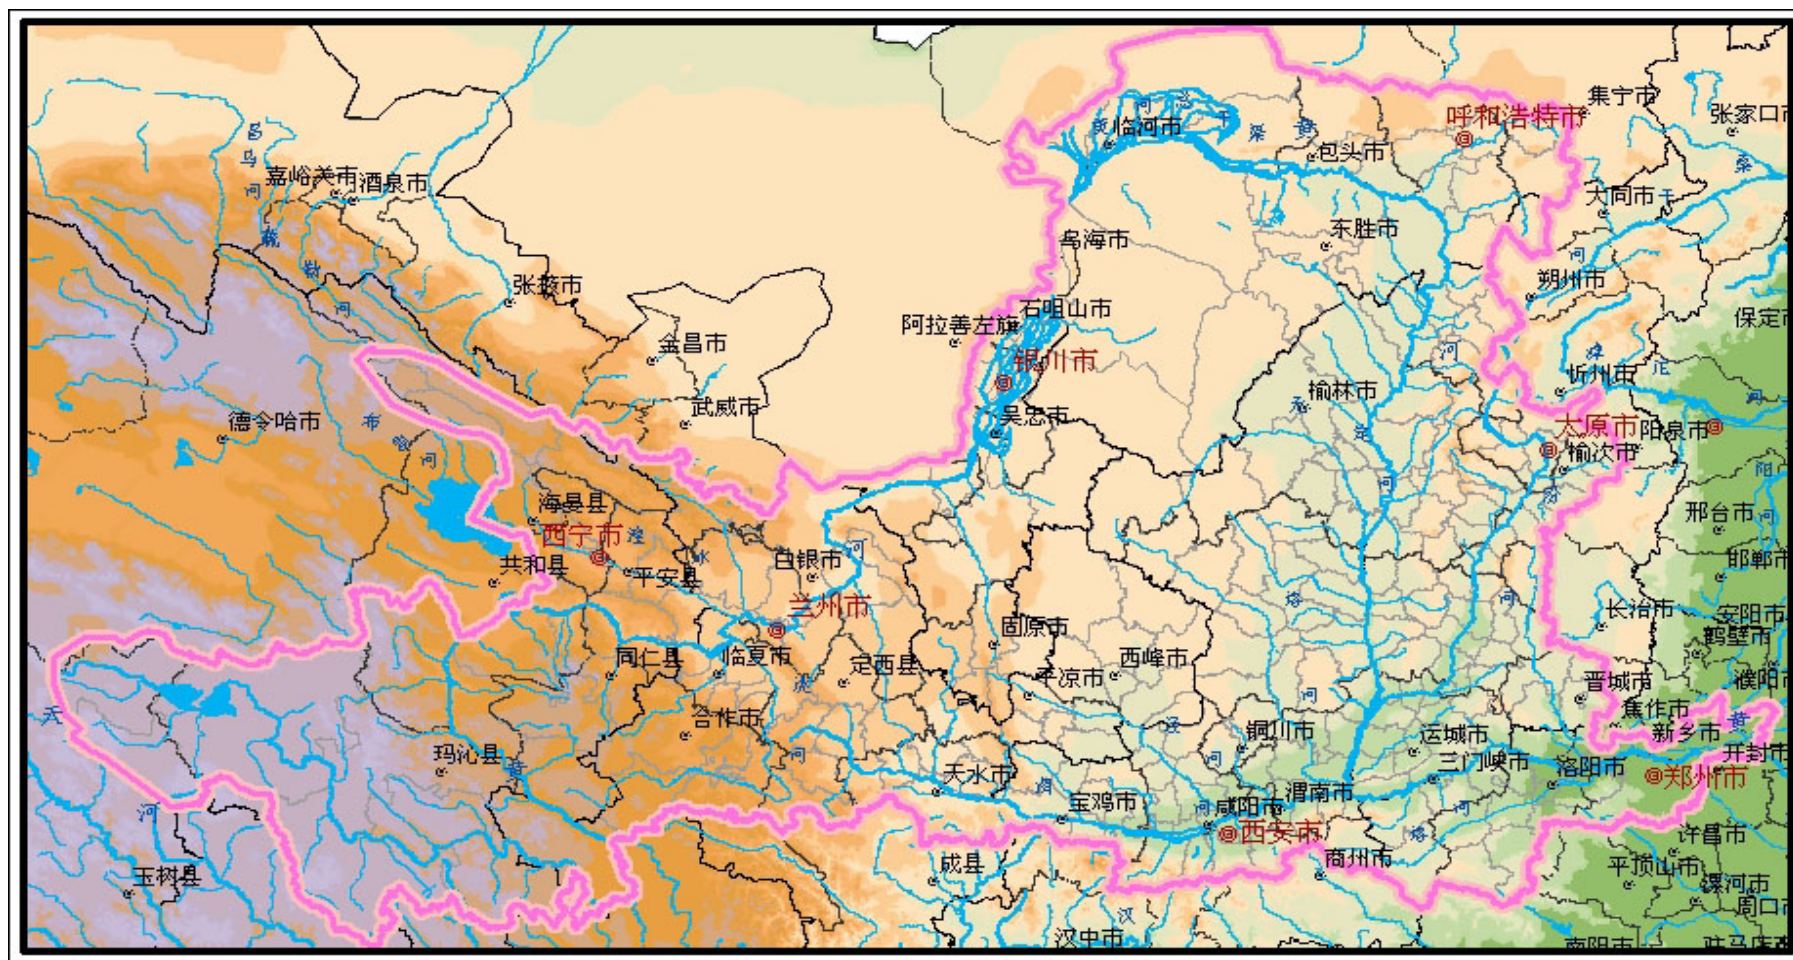 集宁市
张家口市
呼和浩特市
临河市
包头市
嘉峪关市
酒泉市
大同市
东胜市
乌海市
张掖市
朔州市
石咀山市
阿拉善左旗
保定市
金昌市
银川市
忻州市
榆林市
武威市
德令哈市
吴忠市
太原市
阳泉市
榆次市
海晏县
西宁市
邢台市
共和县
平安县
白银市
邯郸市
兰州市
长治市
安阳市
固原市
鹤壁市
同仁县
临夏市
定西县
西峰市
平凉市
晋城市
濮阳市
合作市
焦作市
新乡市
铜川市
运城市
开封市
玛沁县
天水市
三门峡市
洛阳市
郑州市
宝鸡市
渭南市
咸阳市
西安市
许昌市
成县
商州市
平顶山市
玉树县
漯河市
周口市
汉中市
南阳市
驻马店